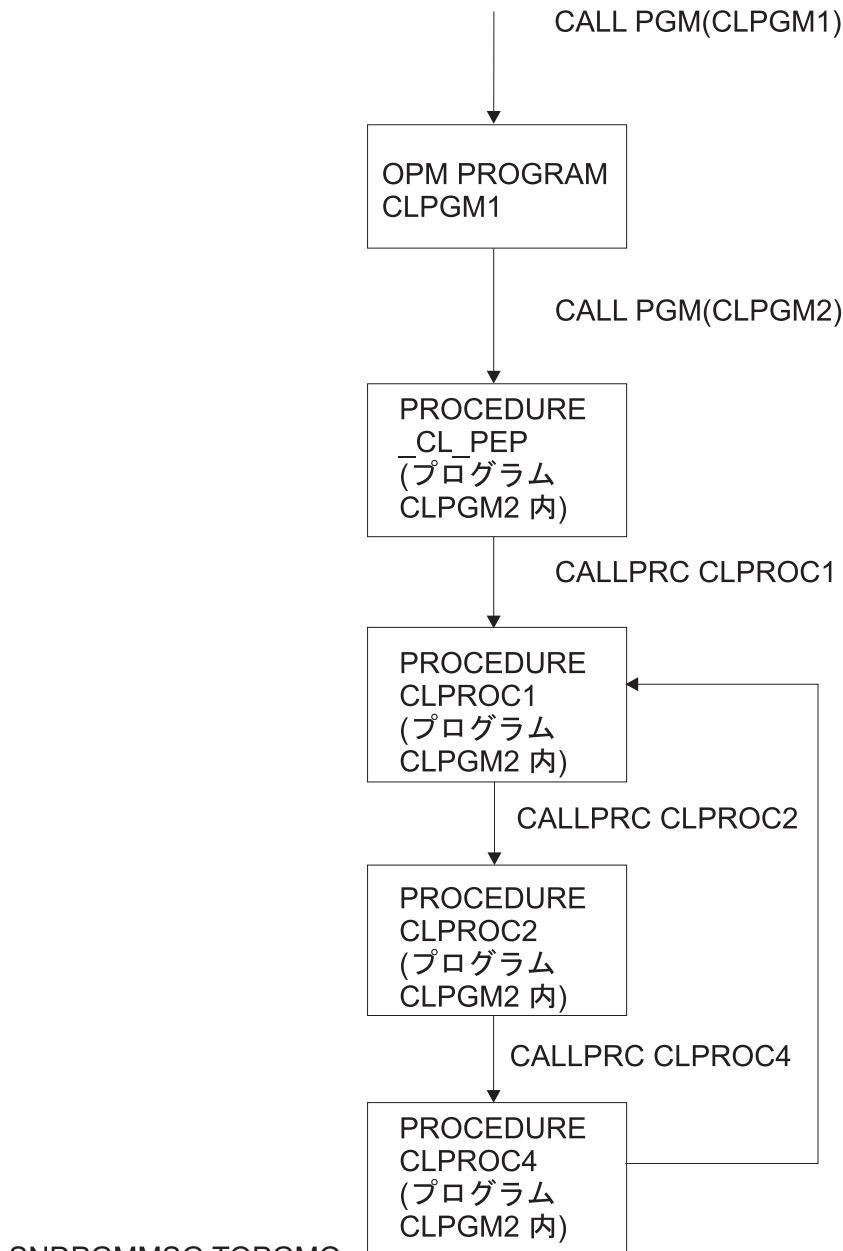 CALL PGM(CLPGM1)
OPM PROGRAM
CLPGM1
CALL PGM(CLPGM2)
PROCEDURE
_CL_PEP
(プログラム
CLPGM2 内)
CALLPRC CLPROC1
PROCEDURE
CLPROC1
(プログラム
CLPGM2 内)
CALLPRC CLPROC2
PROCEDURE
CLPROC2
(プログラム
CLPGM2 内)
CALLPRC CLPROC4
PROCEDURE
CLPROC4
(プログラム
CLPGM2 内)